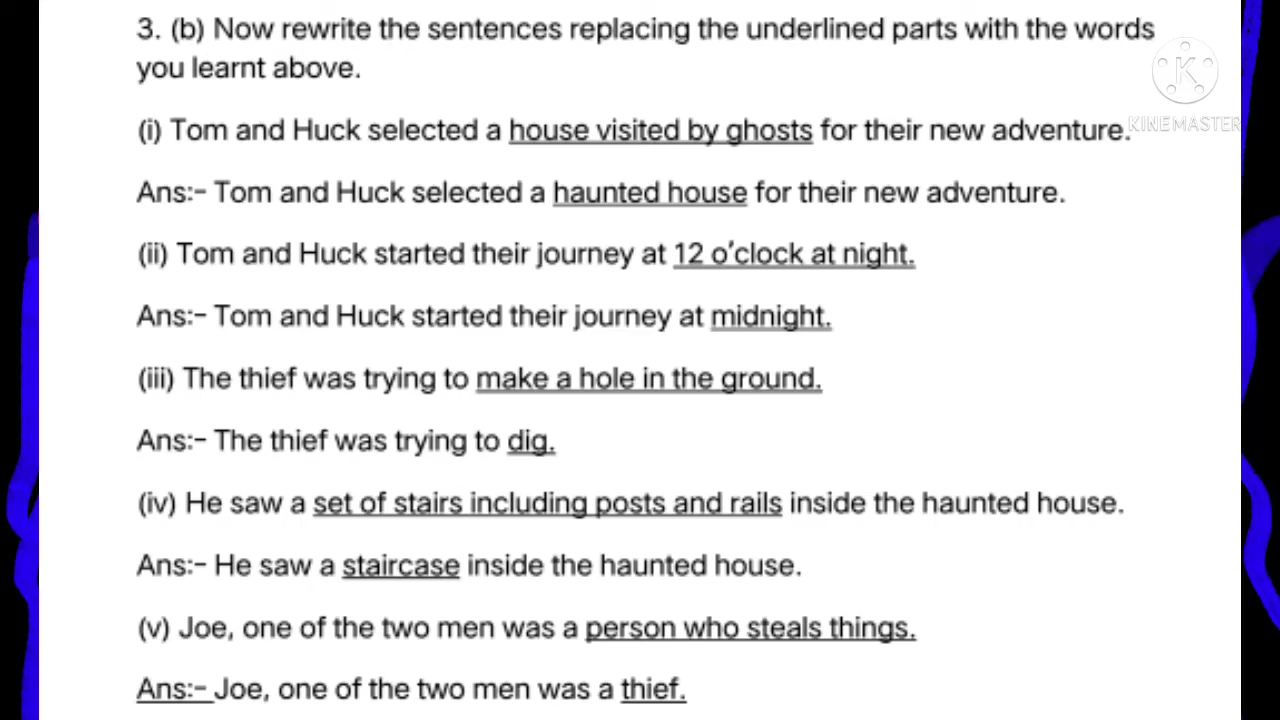 3. (b) Now rewrite the sentences replacing the underlined parts with the words
you learnt above.
K
KINEMASTER
(i) Tom and Huck selected a house visited by ghosts for their new adventure.
Ans:- Tom and Huck selected a haunted house for their new adventure.
(ii) Tom and Huck started their journey at 12 o′clock at night.
Ans:- Tom and Huck started their journey at midnight.
(iii) The thief was trying to make a hole in the ground.
Ans:- The thief was trying to dig.
(iv) He saw a set of stairs including posts and rails inside the haunted house.
Ans:- He saw a staircase inside the haunted house.
(v) Joe, one of the two men was a person who steals things.
Ans:- Joe, one of the two men was a thief.